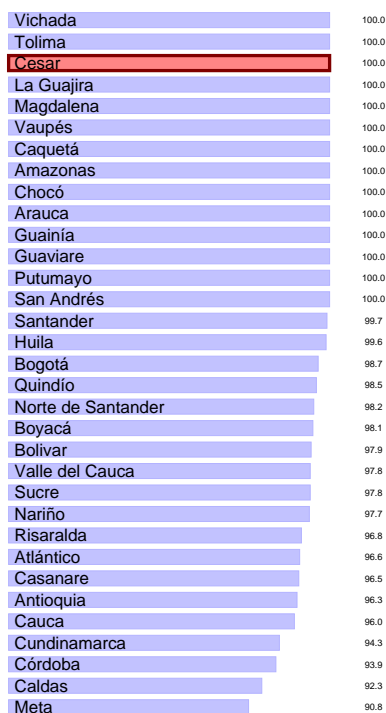 Vichada 100.0
Tolima 100.0
Cesar 100.0
La Guajira 100.0
Magdalena 100.0
Vaupés 100.0
Caquetá 100.0
Amazonas 100.0
Chocó 100.0
Arauca 100.0
Guainía 100.0
Guaviare 100.0
Putumayo 100.0
San Andrés 100.0
Santander 99.7
Huila 99.6
Bogotá 98.7
Quindío 98.5
Norte de Santander 98.2
Boyacá 98.1
Bolivar 97.9
Valle del Cauca 97.8
Sucre 97.8
Nariño 97.7
Risaralda 96.8
Atlántico 96.6
Casanare 96.5
Antioquia 96.3
Cauca 96.0
Cundinamarca 94.3
Córdoba 93.9
Caldas 92.3
Meta 90.8